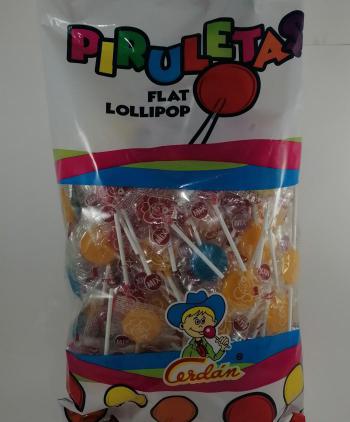 PIRULETAS
FLAT
LOLLIPOP
Cerdán ®